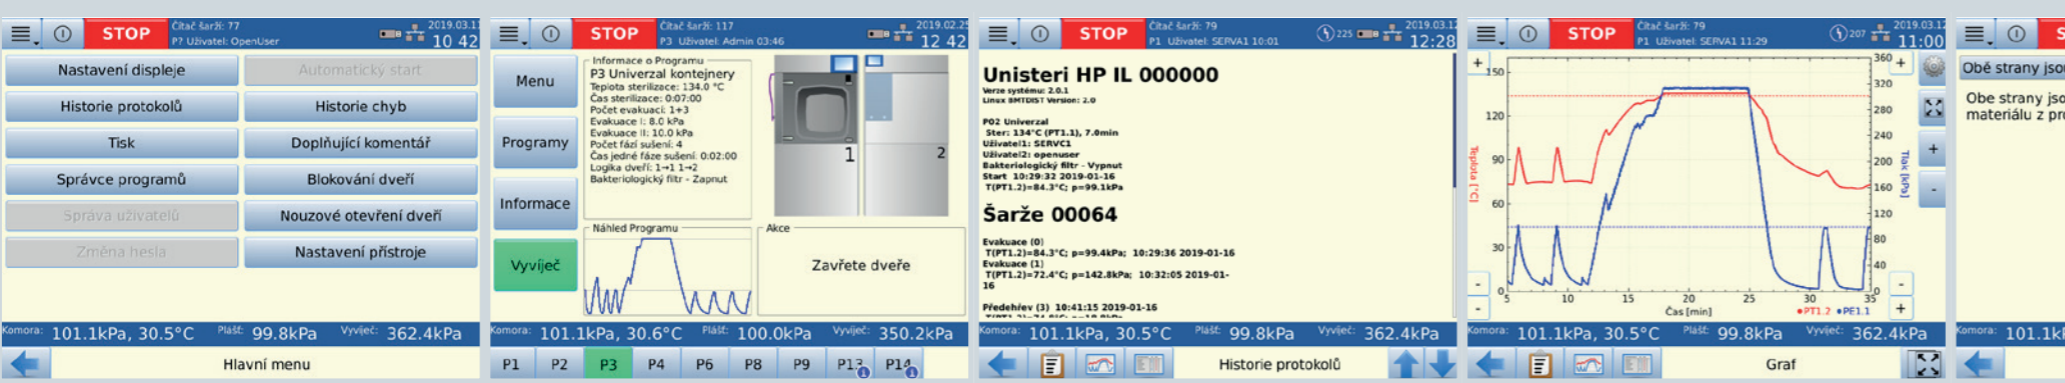 STOP
Čítač šarží: 77
P? Uživatel: OpenUser
2019.03.1
10 42
Nastavení displeje
Automatický start
Historie protokolů
Historie chyb
Tisk
Doplňující komentář
Správce programů
Blokování dveří
Správa uživatelů
Nouzové otevření dveří
Změna hesla
Nastavení přístroje
Komora: 101.1kPa, 30.5°C Plášť: 99.8kPa Vyvíječ: 362.4kPa
Hlavní menu
STOP
Čítač šarží: 117
P3 Uživatel: Admin 03:46
2019.02.25
12 42
Menu
Programy
Informace
Vyvíječ
Informace o Programu
P3 Univerzal kontejnery
Teplota sterilizace: 134.0 °C
Čas sterilizace: 0:07:00
Počet evakuací: 1+3
Evakuace I: 8.0 kPa
Evakuace II: 10.0 kPa
Počet fází sušení: 4
Čas jedné fáze sušení: 0:02:00
Logika dveří: 1→1 1→2
Bakteriologický filtr - Zapnut
1
2
Náhled Programu
Akce
Zavřete dveře
Komora: 101.1kPa, 30.6°C Plášť: 100.0kPa Vyvíječ: 350.2kPa
P1 P2 P3 P4 P6 P8 P9 P13 P14
STOP
Čítač šarží: 79
P1 Uživatel: SERVA1 10:01
225
2019.03.12
12:28
Unisteri HP IL 000000
Verze systému: 2.0.1
Linux BMTDIST Version: 2.0
P02 Univerzal
Ster: 134°C (PT1.1), 7.0min
Uživatel1: SERVC1
Uživatel2: openuser
Bakteriologický filtr - Vypnut
Start 10:29:32 2019-01-16
T(PT1.2)=84.3°C; p=99.1kPa
Šarže 00064
Evakuace (0)
T(PT1.2)=84.3°C; p=99.4kPa; 10:29:36 2019-01-16
Evakuace (1)
T(PT1.2)=72.4°C; p=142.8kPa; 10:32:05 2019-01-
16
Předehřev (3) 10:41:15 2019-01-16
Komora: 101.1kPa, 30.5°C Plášť: 99.8kPa Vyvíječ: 362.4kPa
Historie protokolů
STOP
Čítač šarží: 79
P1 Uživatel: SERVA1 11:29
207
2019.03.12
11:00
Teplota [°C]
150
120
90
60
30
0
5 10 15 20 25 30 35
Čas [min]
PT1.2 PE1.1
360
320
280
240
200
160
120
80
40
0
Tlak [kPa]
Komora: 101.1kPa, 30.5°C Plášť: 99.8kPa Vyvíječ: 362.4kPa
Graf
S
Obě strany jsou
Obe strany jso
materiálu z pr
Komora: 101.1k